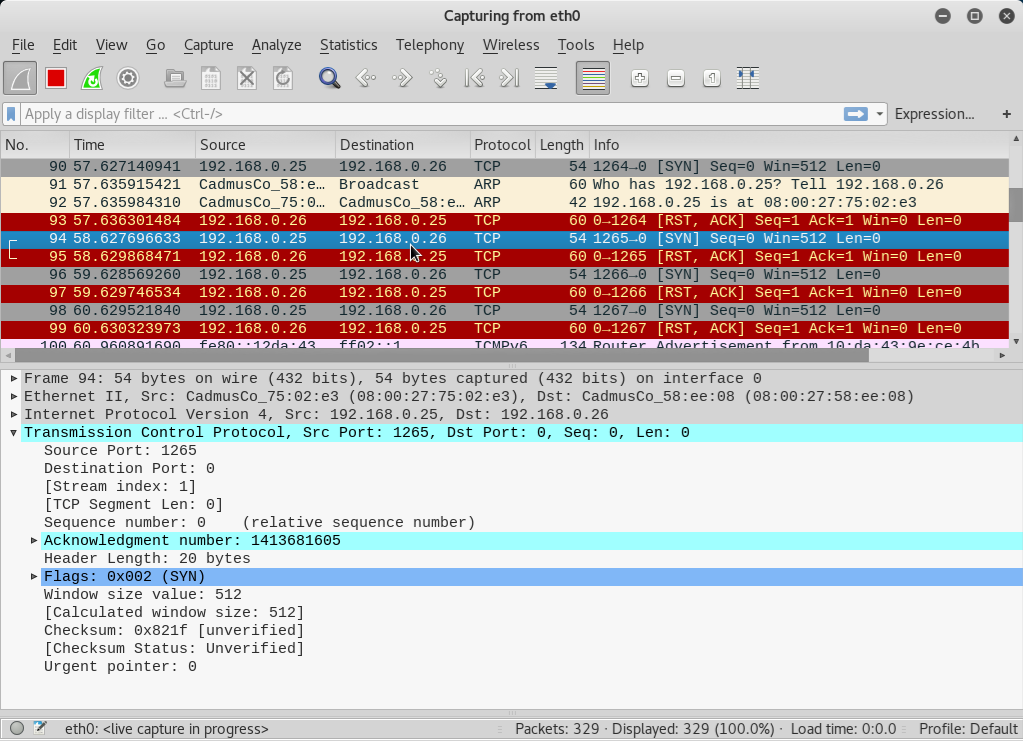 Capturing from eth0
File Edit View Go Capture Analyze Statistics Telephony Wireless Tools Help
Apply a display filter ... <Ctrl-/> Expression... +
No. Time Source Destination Protocol Length Info
90 57.627140941 192.168.0.25 192.168.0.26 TCP 54 1264→0 [SYN] Seq=0 Win=512 Len=0
91 57.635915421 CadmusCo_58:e… Broadcast ARP 60 Who has 192.168.0.25? Tell 192.168.0.26
92 57.635984310 CadmusCo_75:0… CadmusCo_58:e… ARP 42 192.168.0.25 is at 08:00:27:75:02:e3
93 57.636301484 192.168.0.26 192.168.0.25 TCP 60 0→1264 [RST, ACK] Seq=1 Ack=1 Win=0 Len=0
94 58.627696633 192.168.0.25 192.168.0.26 TCP 54 1265→0 [SYN] Seq=0 Win=512 Len=0
95 58.629868471 192.168.0.26 192.168.0.25 TCP 60 0→1265 [RST, ACK] Seq=1 Ack=1 Win=0 Len=0
96 59.628569260 192.168.0.25 192.168.0.26 TCP 54 1266→0 [SYN] Seq=0 Win=512 Len=0
97 59.629746534 192.168.0.26 192.168.0.25 TCP 60 0→1266 [RST, ACK] Seq=1 Ack=1 Win=0 Len=0
98 60.629521840 192.168.0.25 192.168.0.26 TCP 54 1267→0 [SYN] Seq=0 Win=512 Len=0
99 60.630323973 192.168.0.26 192.168.0.25 TCP 60 0→1267 [RST, ACK] Seq=1 Ack=1 Win=0 Len=0
100 60.960891690 fe80::12da:43… ff02::1 ICMPv6 134 Router Advertisement from 10:da:43:9e:ce:4b
Frame 94: 54 bytes on wire (432 bits), 54 bytes captured (432 bits) on interface 0
Ethernet II, Src: CadmusCo_75:02:e3 (08:00:27:75:02:e3), Dst: CadmusCo_58:ee:08 (08:00:27:58:ee:08)
Internet Protocol Version 4, Src: 192.168.0.25, Dst: 192.168.0.26
Transmission Control Protocol, Src Port: 1265, Dst Port: 0, Seq: 0, Len: 0
Source Port: 1265
Destination Port: 0
[Stream index: 1]
[TCP Segment Len: 0]
Sequence number: 0 (relative sequence number)
Acknowledgment number: 1413681605
Header Length: 20 bytes
Flags: 0x002 (SYN)
Window size value: 512
[Calculated window size: 512]
Checksum: 0x821f [unverified]
[Checksum Status: Unverified]
Urgent pointer: 0
eth0: <live capture in progress> Packets: 329 · Displayed: 329 (100.0%) · Load time: 0:0.0 Profile: Default